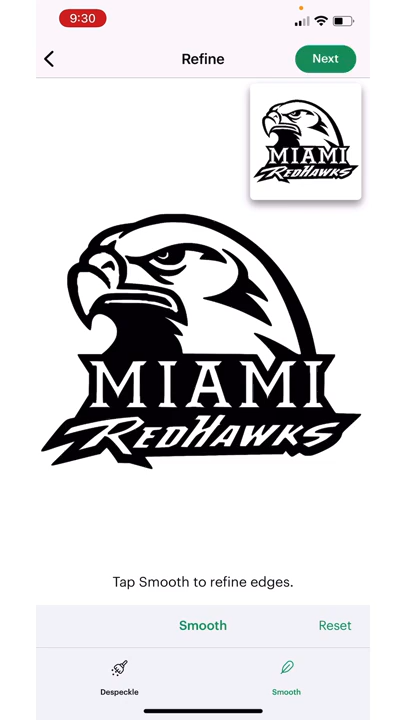 9:30
Refine
Next
MIAMI
REDHAWKS
MIAMI
REDHAWKS
Tap Smooth to refine edges.
Smooth
Reset
Despeckle
Smooth